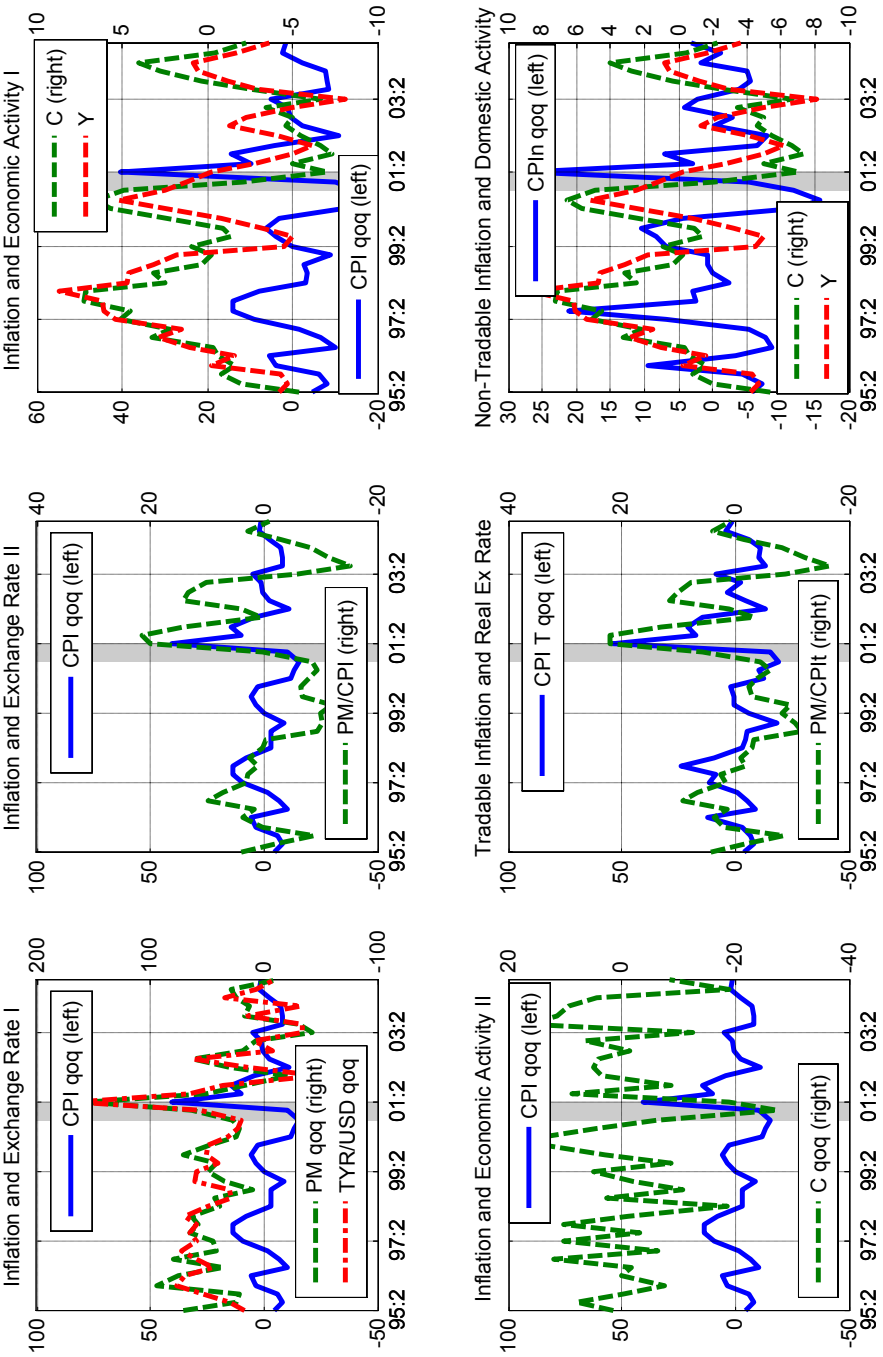 Inflation and Exchange Rate I
100
50
0
-50
CPI qoq (left)
PM qoq (right)
TYR/USD qoq
200
100
0
-100
95:2 97:2 99:2 01:2 03:2
Inflation and Exchange Rate II
100
50
0
-50
CPI qoq (left)
PM/CPI (right)
40
20
0
-20
95:2 97:2 99:2 01:2 03:2
Inflation and Economic Activity I
60
40
20
0
-20
C (right)
Y
CPI qoq (left)
10
5
0
-5
-10
95:2 97:2 99:2 01:2 03:2
Inflation and Economic Activity II
100
50
0
-50
CPI qoq (left)
C qoq (right)
20
0
-20
-40
95:2 97:2 99:2 01:2 03:2
Tradable Inflation and Real Ex Rate
100
50
0
-50
CPI T qoq (left)
PM/CPIt (right)
40
20
0
-20
95:2 97:2 99:2 01:2 03:2
Non-Tradable Inflation and Domestic Activity
30
25
20
15
10
5
0
-5
-10
-15
-20
CPIn qoq (left)
C (right)
Y
10
8
6
4
2
0
-2
-4
-6
-8
-10
95:2 97:2 99:2 01:2 03:2